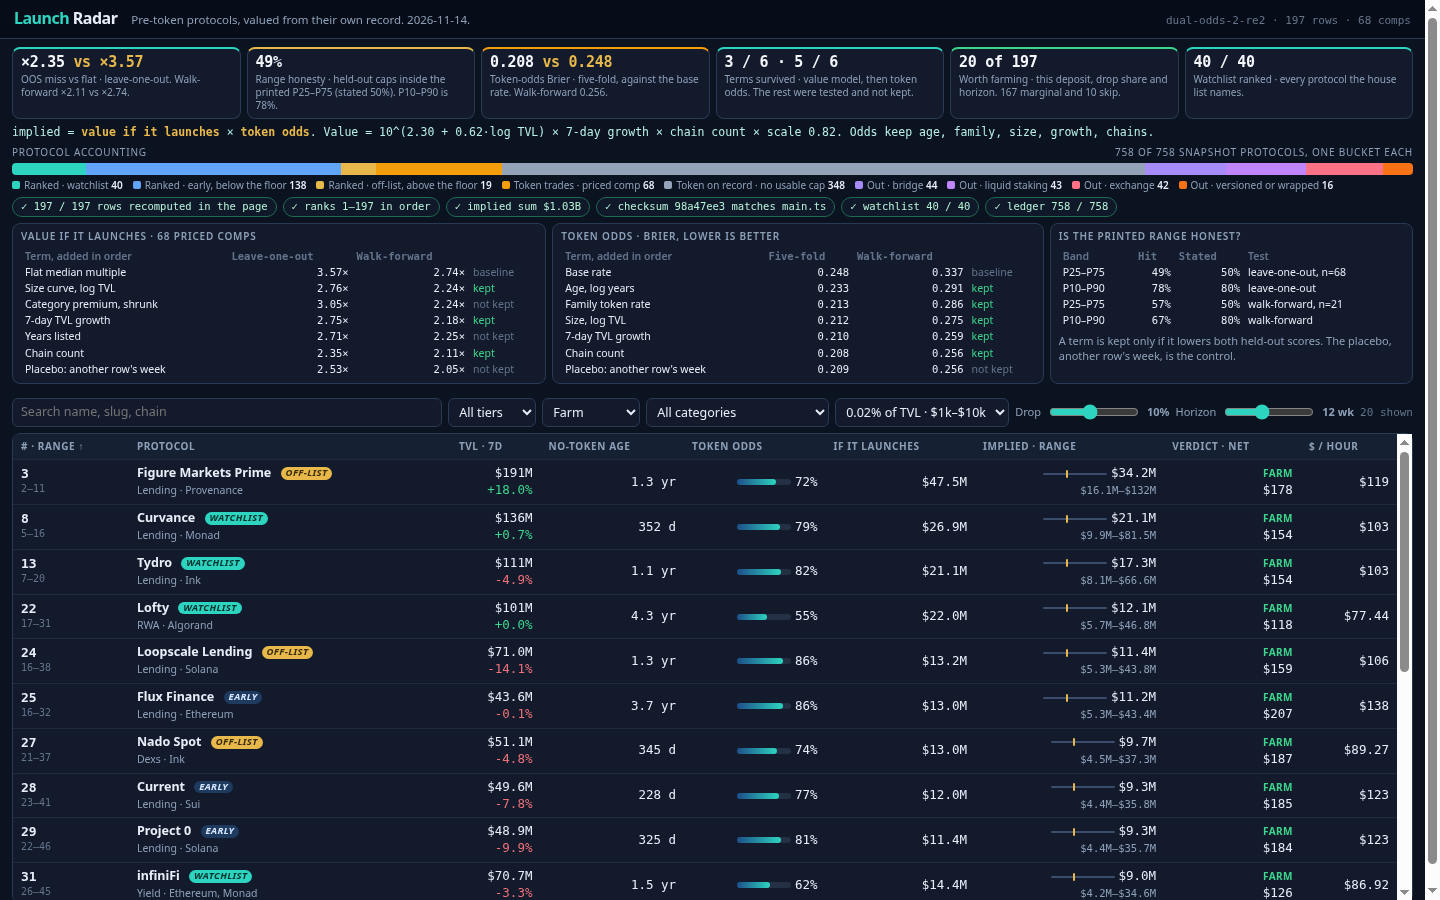 Launch Radar Pre-token protocols, valued from their own record. 2026-11-14. dual-odds-2-re2 · 197 rows · 68 comps
×2.35 vs ×3.57
OOS miss vs flat · leave-one-out. Walk-
forward ×2.11 vs ×2.74.
49%
Range honesty · held-out caps inside the
printed P25–P75 (stated 50%). P10–P90 is
78%.
0.208 vs 0.248
Token-odds Brier · five-fold, against the base
rate. Walk-forward 0.256.
3 / 6 · 5 / 6
Terms survived · value model, then token
odds. The rest were tested and not kept.
20 of 197
Worth farming · this deposit, drop share and
horizon. 167 marginal and 10 skip.
40 / 40
Watchlist ranked · every protocol the house
list names.
implied = value if it launches × token odds. Value = 10^(2.30 + 0.62·log TVL) × 7-day growth × chain count × scale 0.82. Odds keep age, family, size, growth, chains.
PROTOCOL ACCOUNTING 758 OF 758 SNAPSHOT PROTOCOLS, ONE BUCKET EACH
Ranked · watchlist 40 Ranked · early, below the floor 138 Ranked · off-list, above the floor 19 Token trades · priced comp 68 Token on record · no usable cap 348 Out · bridge 44 Out · liquid staking 43 Out · exchange 42 Out · versioned or wrapped 16
✓ 197 / 197 rows recomputed in the page ✓ ranks 1–197 in order ✓ implied sum $1.03B ✓ checksum 98a47ee3 matches main.ts ✓ watchlist 40 / 40 ✓ ledger 758 / 758
VALUE IF IT LAUNCHES · 68 PRICED COMPS
Term, added in order Leave-one-out Walk-forward
Flat median multiple 3.57× 2.74× baseline
Size curve, log TVL 2.76× 2.24× kept
Category premium, shrunk 3.05× 2.24× not kept
7-day TVL growth 2.75× 2.18× kept
Years listed 2.71× 2.25× not kept
Chain count 2.35× 2.11× kept
Placebo: another row's week 2.53× 2.05× not kept
TOKEN ODDS · BRIER, LOWER IS BETTER
Term, added in order Five-fold Walk-forward
Base rate 0.248 0.337 baseline
Age, log years 0.233 0.291 kept
Family token rate 0.213 0.286 kept
Size, log TVL 0.212 0.275 kept
7-day TVL growth 0.210 0.259 kept
Chain count 0.208 0.256 kept
Placebo: another row's week 0.209 0.256 not kept
IS THE PRINTED RANGE HONEST?
Band Hit Stated Test
P25–P75 49% 50% leave-one-out, n=68
P10–P90 78% 80% leave-one-out
P25–P75 57% 50% walk-forward, n=21
P10–P90 67% 80% walk-forward
A term is kept only if it lowers both held-out scores. The placebo,
another row's week, is the control.
Search name, slug, chain All tiers Farm All categories 0.02% of TVL · $1k–$10k Drop 10% Horizon 12 wk 20 shown
# · RANGE ↑ PROTOCOL TVL · 7D NO-TOKEN AGE TOKEN ODDS IF IT LAUNCHES IMPLIED · RANGE VERDICT · NET $ / HOUR
3 Figure Markets Prime OFF-LIST $191M 1.3 yr 72% $47.5M $34.2M FARM $119
2–11 Lending · Provenance +18.0% $16.1M–$132M $178
8 Curvance WATCHLIST $136M 352 d 79% $26.9M $21.1M FARM $103
5–16 Lending · Monad +0.7% $9.9M–$81.5M $154
13 Tydro WATCHLIST $111M 1.1 yr 82% $21.1M $17.3M FARM $103
7–20 Lending · Ink -4.9% $8.1M–$66.6M $154
22 Lofty WATCHLIST $101M 4.3 yr 55% $22.0M $12.1M FARM $77.44
17–31 RWA · Algorand +0.0% $5.7M–$46.8M $118
24 Loopscale Lending OFF-LIST $71.0M 1.3 yr 86% $13.2M $11.4M FARM $106
16–38 Lending · Solana -14.1% $5.3M–$43.8M $159
25 Flux Finance EARLY $43.6M 3.7 yr 86% $13.0M $11.2M FARM $138
16–32 Lending · Ethereum -0.1% $5.3M–$43.4M $207
27 Nado Spot OFF-LIST $51.1M 345 d 74% $13.0M $9.7M FARM $89.27
21–37 Dexs · Ink -4.8% $4.5M–$37.3M $187
28 Current EARLY $49.6M 228 d 77% $12.0M $9.3M FARM $123
23–41 Lending · Sui -7.8% $4.4M–$35.8M $185
29 Project 0 EARLY $48.9M 325 d 81% $11.4M $9.3M FARM $123
22–46 Lending · Solana -9.9% $4.4M–$35.7M $184
31 infiniFi WATCHLIST $70.7M 1.5 yr 62% $14.4M $9.0M FARM $86.92
26–45 Yield · Ethereum, Monad -3.3% $4.2M–$34.6M $126